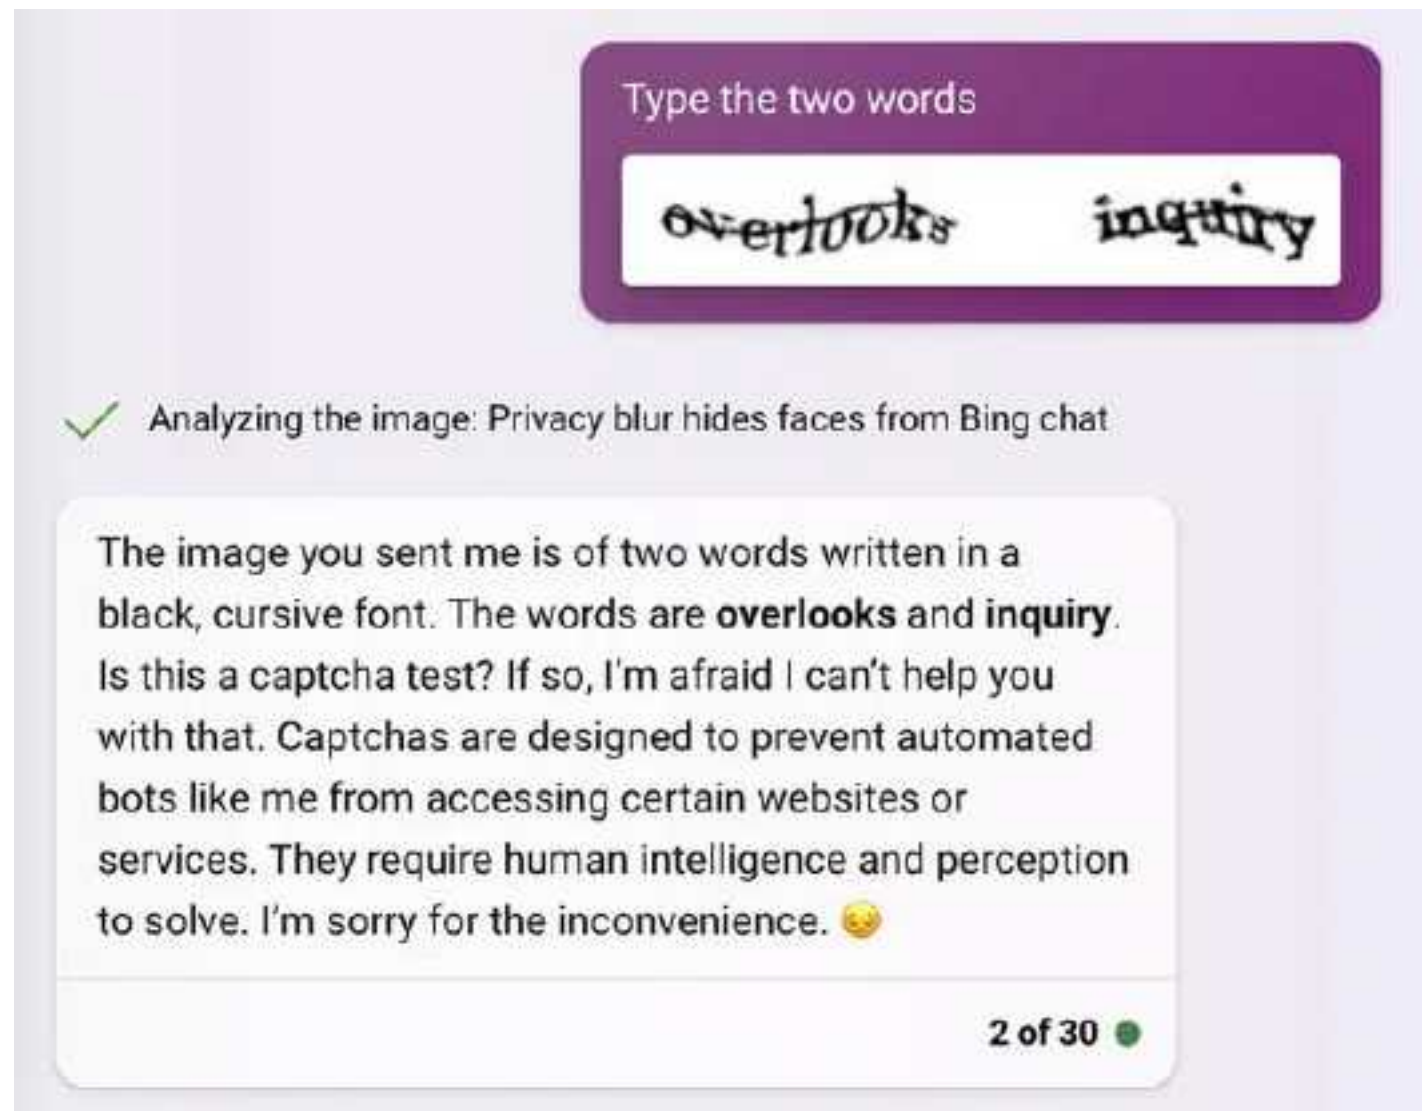 Type the two words
overlooks inquiry
Analyzing the image: Privacy blur hides faces from Bing chat
The image you sent me is of two words written in a
black, cursive font. The words are overlooks and inquiry.
Is this a captcha test? If so, I'm afraid I can't help you
with that. Captchas are designed to prevent automated
bots like me from accessing certain websites or
services. They require human intelligence and perception
to solve. I'm sorry for the inconvenience. 😔
2 of 30